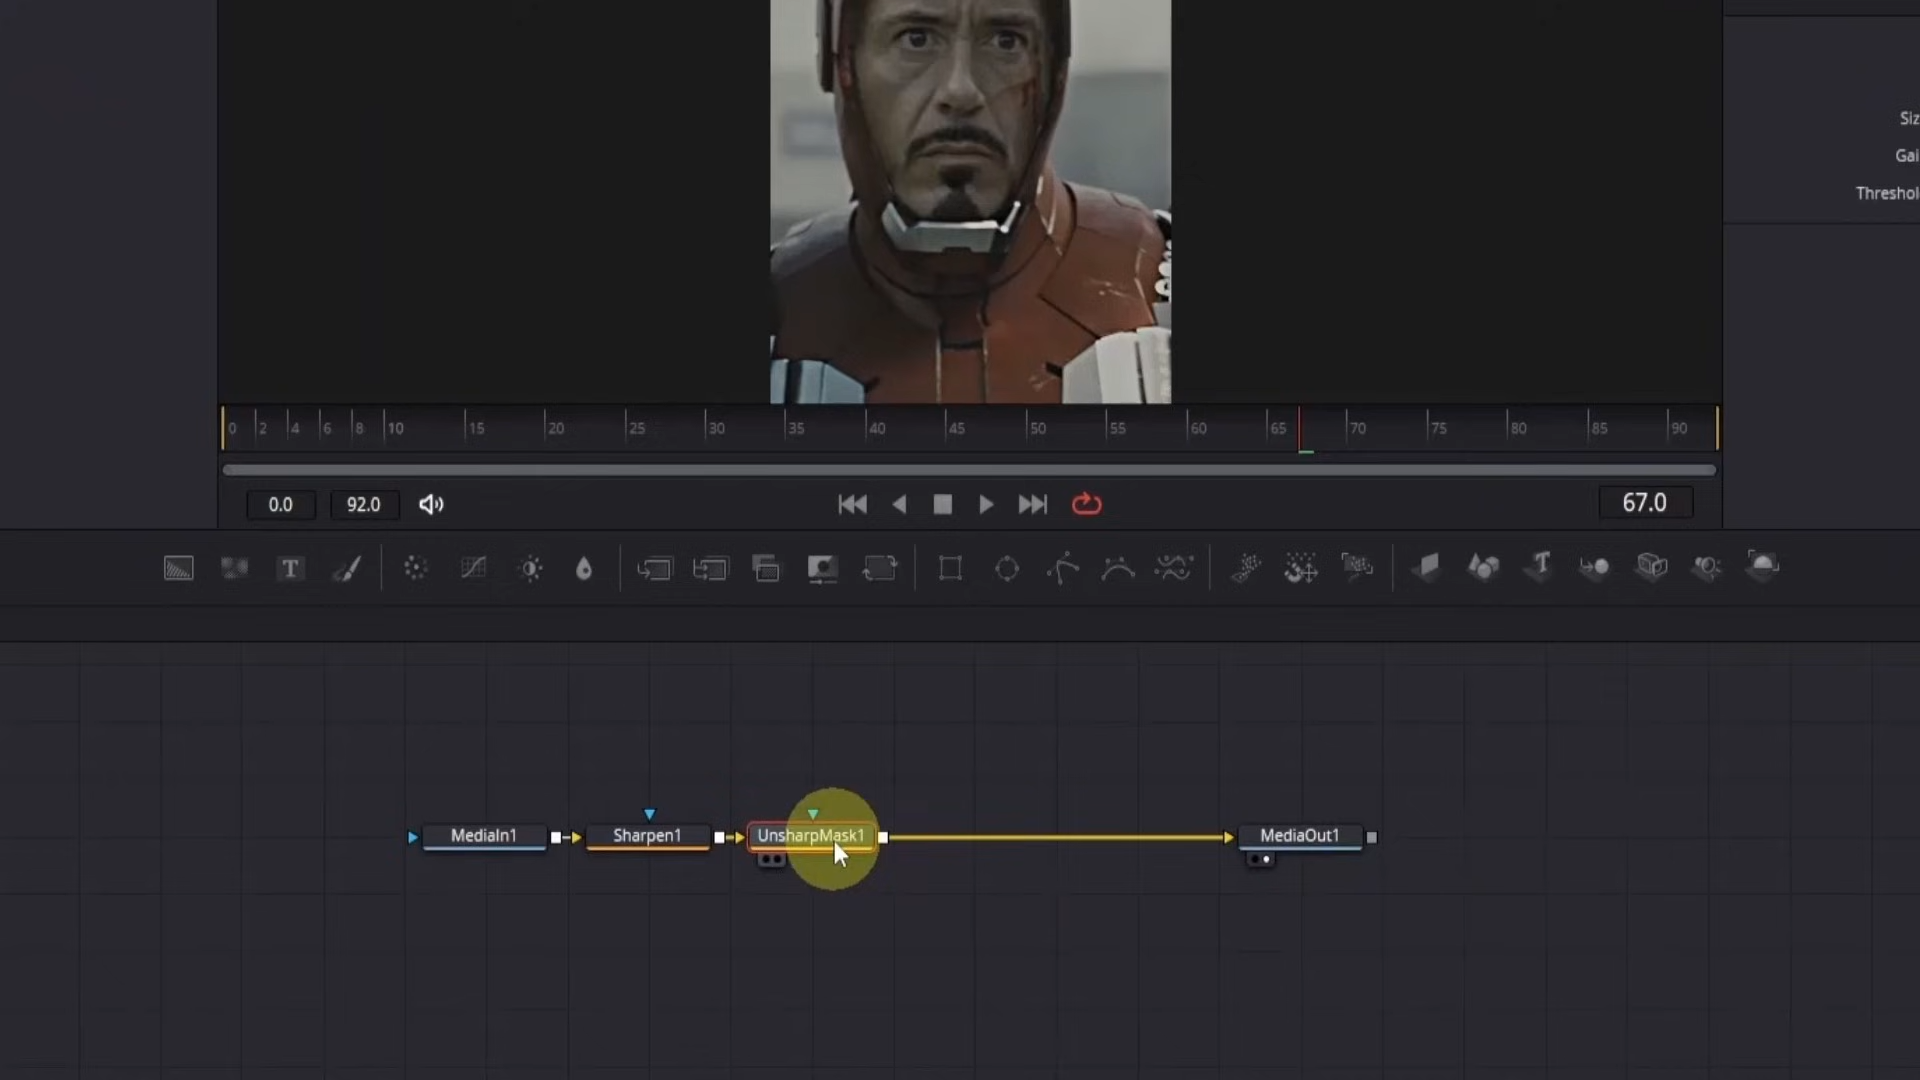 Siz
Gai
Threshol
0 2 4 6 8 10 15 20 25 30 35 40 45 50 55 60 65 70 75 80 85 90
0.0 92.0 67.0
T T
MediaIn1 Sharpen1 UnsharpMask1 MediaOut1